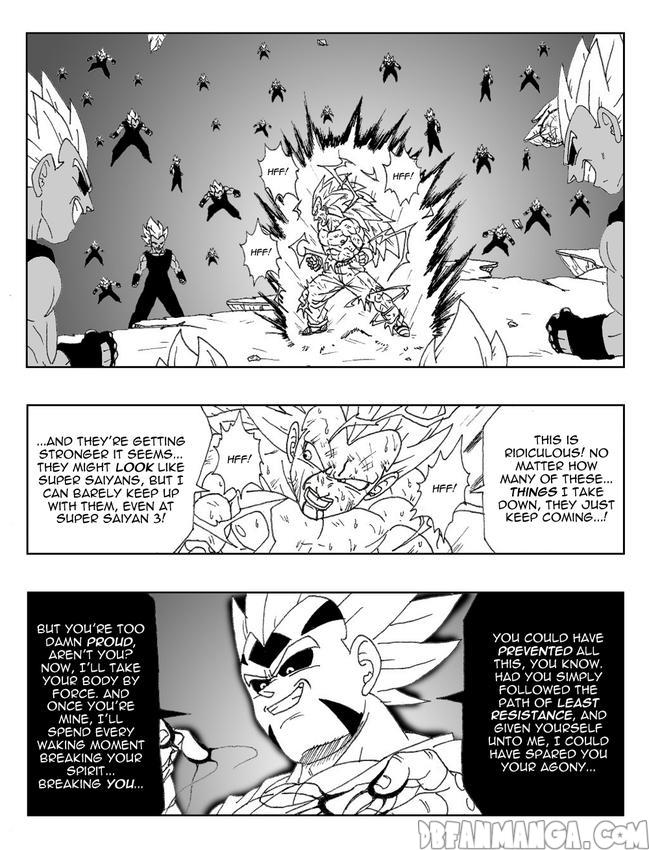 HFF!
HFF!
HFF!
THIS IS
RIDICULOUS! NO
MATTER HOW
MANY OF THESE...
THINGS I TAKE
DOWN, THEY JUST
KEEP COMING...!
HFF!
HFF!
...AND THEY'RE GETTING
STRONGER IT SEEMS...
THEY MIGHT LOOK LIKE
SUPER SAIYANS, BUT I
CAN BARELY KEEP UP
WITH THEM, EVEN AT
SUPER SAIYAN 3!
YOU COULD HAVE
PREVENTED ALL
THIS, YOU KNOW.
HAD YOU SIMPLY
FOLLOWED THE
PATH OF LEAST
RESISTANCE, AND
GIVEN YOURSELF
UNTO ME, I COULD
HAVE SPARED YOU
YOUR AGONY...
BUT YOU'RE TOO
DAMN PROUD,
AREN'T YOU?
NOW, I'LL TAKE
YOUR BODY BY
FORCE. AND
ONCE YOU'RE
MINE, I'LL
SPEND EVERY
WAKING MOMENT
BREAKING YOUR
SPIRIT...
BREAKING YOU...
DBFANMANGA.COM